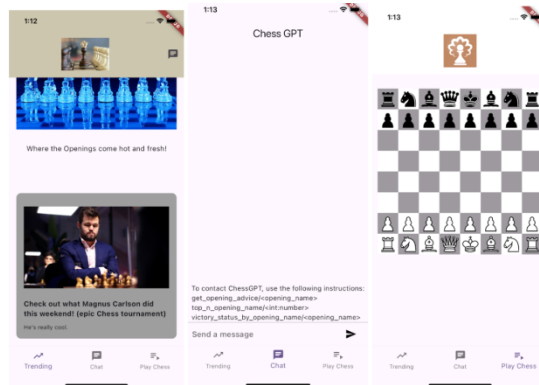 1:12
Where the Openings come hot and fresh!
Check out what Magnus Carlson did
this weekend! (epic Chess tournament)
He's really cool.
Trending
Chat
Play Chess
1:13
Chess GPT
To contact ChessGPT, use the following instructions:
get_opening_advice/<opening_name>
top_n_opening_name/<int:number>
victory_status_by_opening_name/<opening_name>
Send a message
Trending
Chat
Play Chess
1:13
Trending
Chat
Play Chess